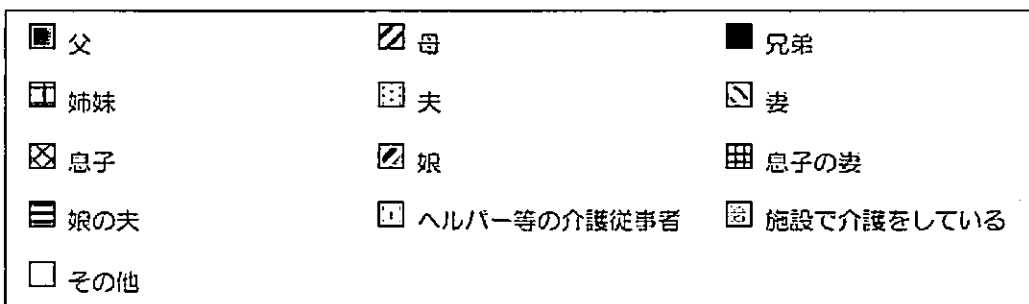 父 母 兄弟
姉妹 夫 妻
息子 娘 息子の妻
娘の夫 ヘルパー等の介護従事者 施設で介護をしている
その他